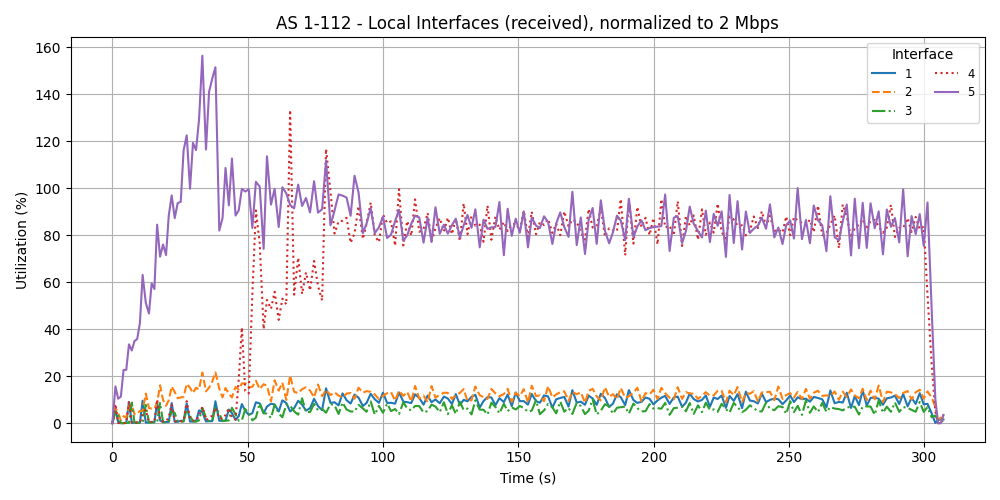 AS 1-112 - Local Interfaces (received), normalized to 2 Mbps
Utilization (%)
160
140
120
100
80
60
40
20
0
0 50 100 150 200 250 300
Time (s)
Interface
1 4
2 5
3